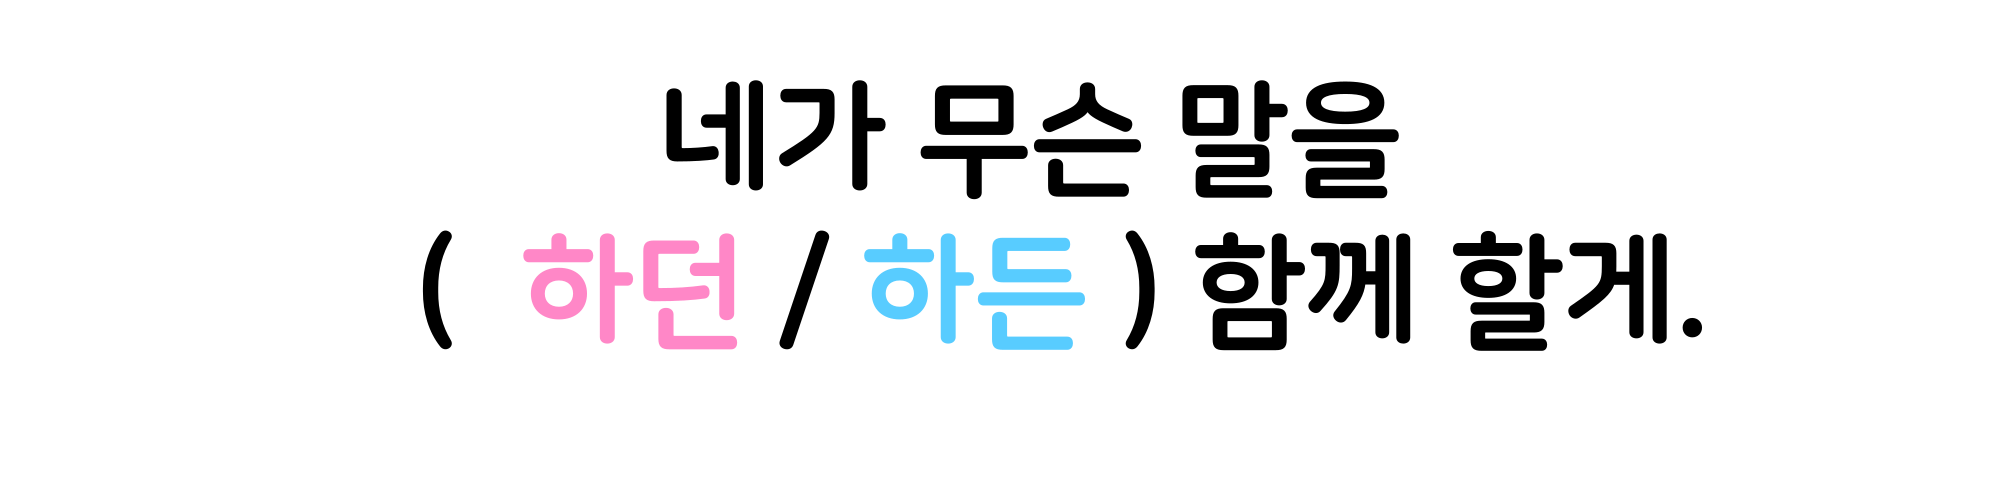 네가 무슨 말을
( 하던 / 하든 ) 함께 할게.